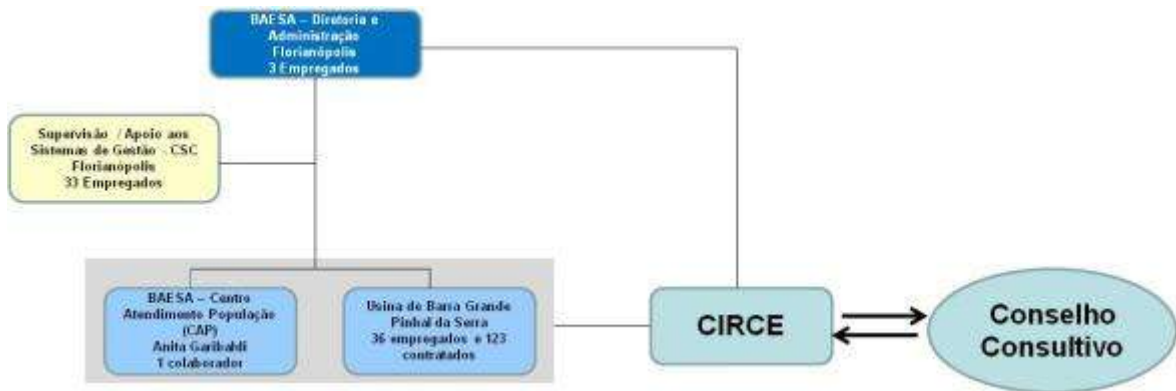 BAESA – Diretoria e
Administração
Florianópolis
3 Empregados
Supervisão / Apoio aos
Sistemas de Gestão - CSC
Florianópolis
33 Empregados
BAESA – Centro
Atendimento População
(CAP)
Anita Garibaldi
1 colaborador
Usina de Barra Grande
Pinhal da Serra
36 empregados e 123
contratados
CIRCE
Conselho
Consultivo